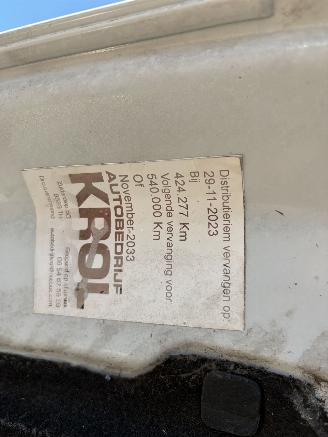 Distributieriem vervangen op:
29-11-2023
Bij
424.277 Km
Volgende vervanging voor
540.000 Km
Of
November-2033
AUTOBEDRIJF
KROL